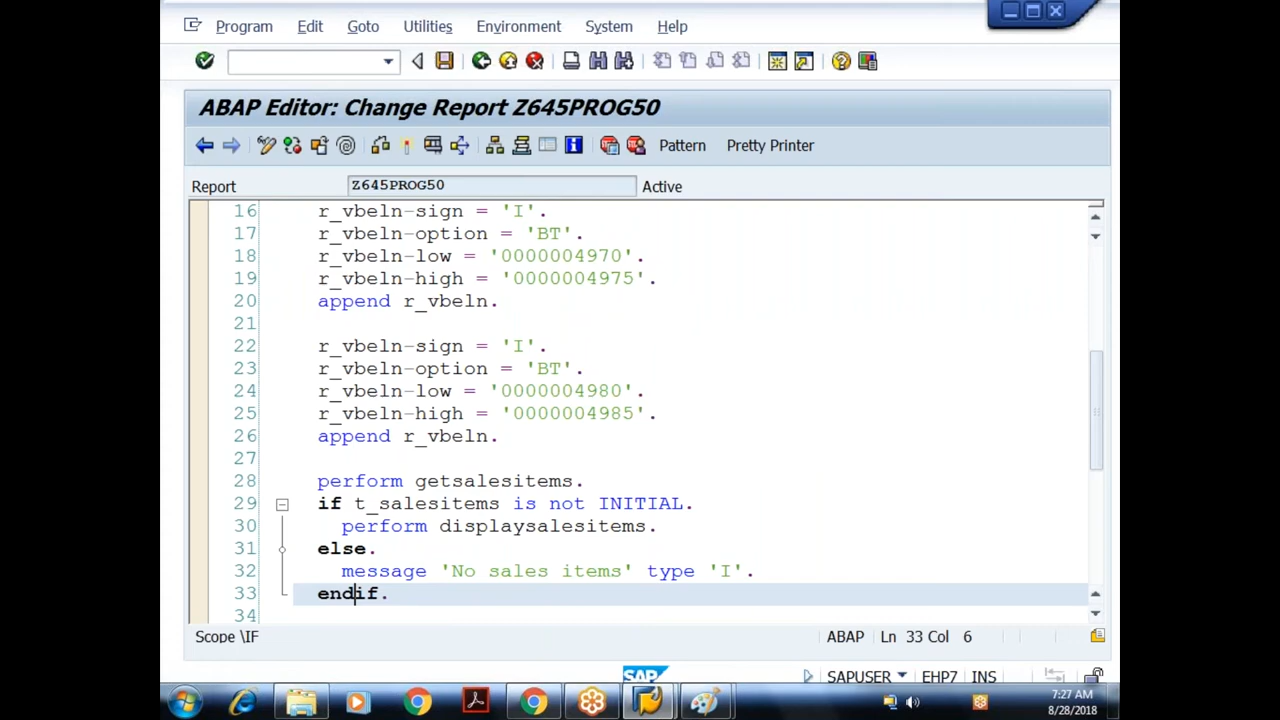 Program Edit Goto Utilities Environment System Help
ABAP Editor: Change Report Z645PROG50
Pattern Pretty Printer
Report Z645PROG50 Active
16 r_vbeln-sign = 'I'.
17 r_vbeln-option = 'BT'.
18 r_vbeln-low = '0000004970'.
19 r_vbeln-high = '0000004975'.
20 append r_vbeln.
21
22 r_vbeln-sign = 'I'.
23 r_vbeln-option = 'BT'.
24 r_vbeln-low = '0000004980'.
25 r_vbeln-high = '0000004985'.
26 append r_vbeln.
27
28 perform getsalesitems.
29 if t_salesitems is not INITIAL.
30 perform displaysalesitems.
31 else.
32 message 'No sales items' type 'I'.
33 endif.
34
Scope \IF ABAP Ln 33 Col 6
SAP SAPUSER EHP7 INS
7:27 AM
8/28/2018